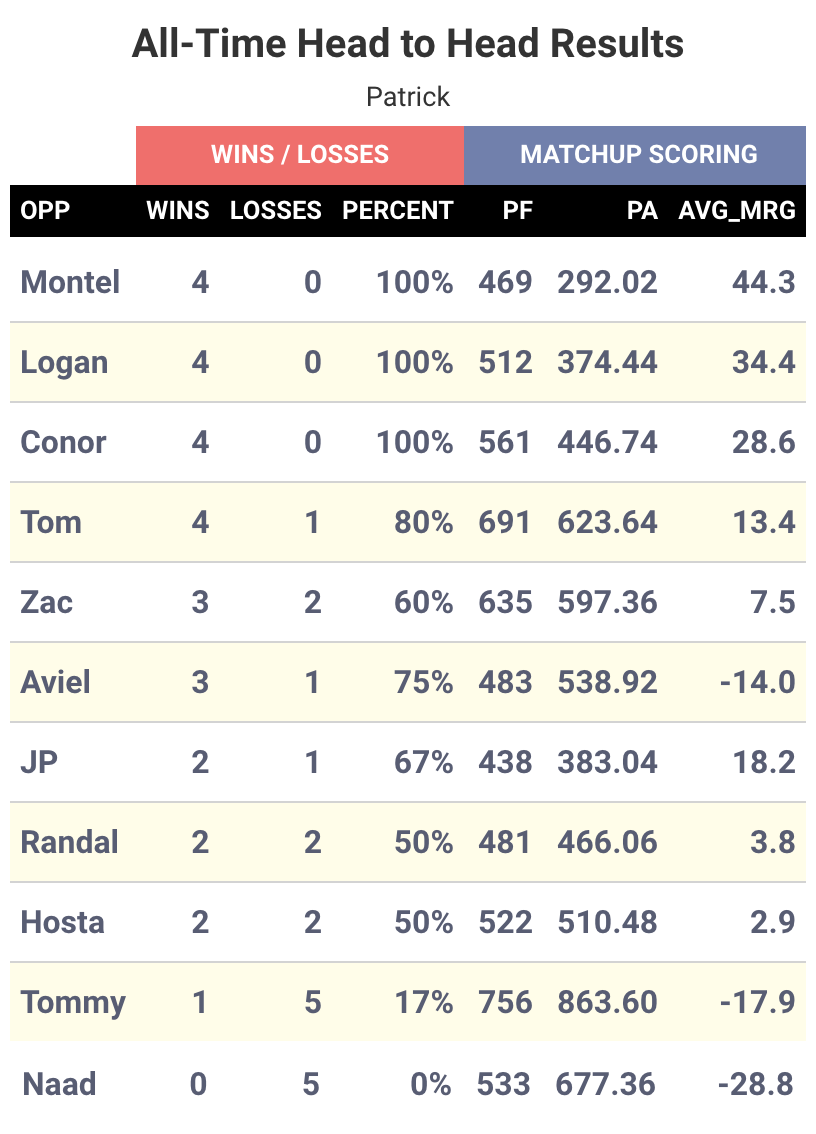 All-Time Head to Head Results
Patrick
WINS / LOSSES MATCHUP SCORING
OPP WINS LOSSES PERCENT PF PA AVG_MRG
Montel 4 0 100% 469 292.02 44.3
Logan 4 0 100% 512 374.44 34.4
Conor 4 0 100% 561 446.74 28.6
Tom 4 1 80% 691 623.64 13.4
Zac 3 2 60% 635 597.36 7.5
Aviel 3 1 75% 483 538.92 -14.0
JP 2 1 67% 438 383.04 18.2
Randal 2 2 50% 481 466.06 3.8
Hosta 2 2 50% 522 510.48 2.9
Tommy 1 5 17% 756 863.60 -17.9
Naad 0 5 0% 533 677.36 -28.8